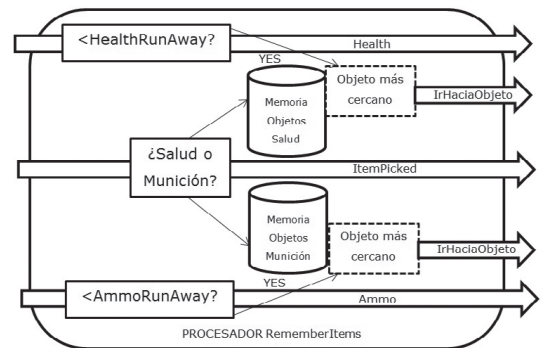 <HealthRunAway?
Health
YES
Objeto más
cercano
IrHaciaObjeto
Memoria
Objetos
Salud
¿Salud o
Munición?
ItemPicked
Memoria
Objetos
Munición
Objeto más
cercano
IrHaciaObjeto
YES
<AmmoRunAway?
Ammo
PROCESADOR RememberItems